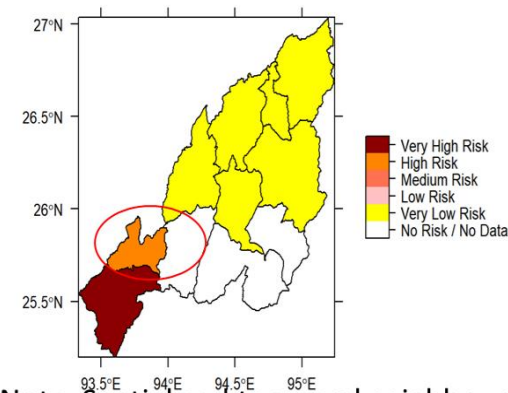 27°N
26.5°N
26°N
25.5°N
93.5°E 94°E 94.5°E 95°E
Very High Risk
High Risk
Medium Risk
Low Risk
Very Low Risk
No Risk / No Data